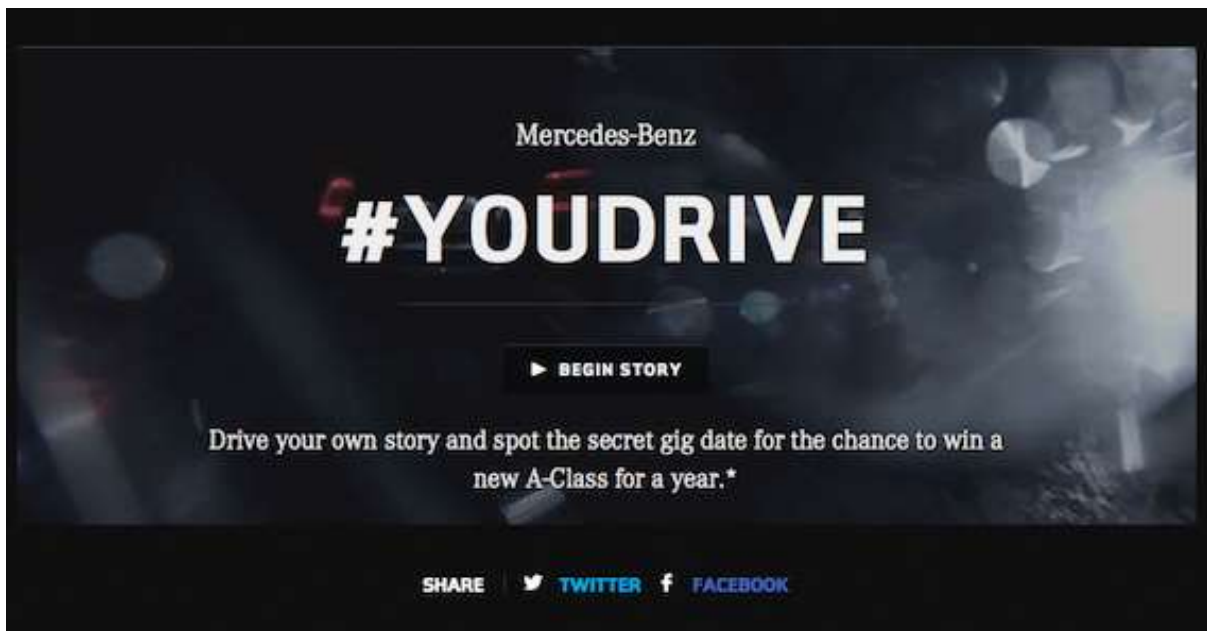 Mercedes-Benz
#YOUDRIVE
BEGIN STORY
Drive your own story and spot the secret gig date for the chance to win a
new A-Class for a year.*
SHARE TWITTER FACEBOOK